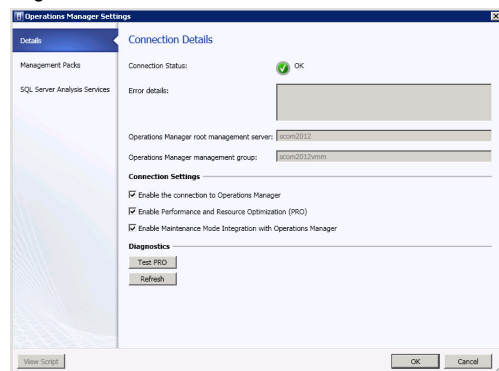 Operations Manager Settings
Details
Management Packs
SQL Server Analysis Services
Connection Details
Connection Status:
OK
Error details:
Operations Manager root management server:
scom2012
Operations Manager management group:
scom2012vmm
Connection Settings
Enable the connection to Operations Manager
Enable Performance and Resource Optimization (PRO)
Enable Maintenance Mode Integration with Operations Manager
Diagnostics
Test PRO
Refresh
View Script
OK
Cancel